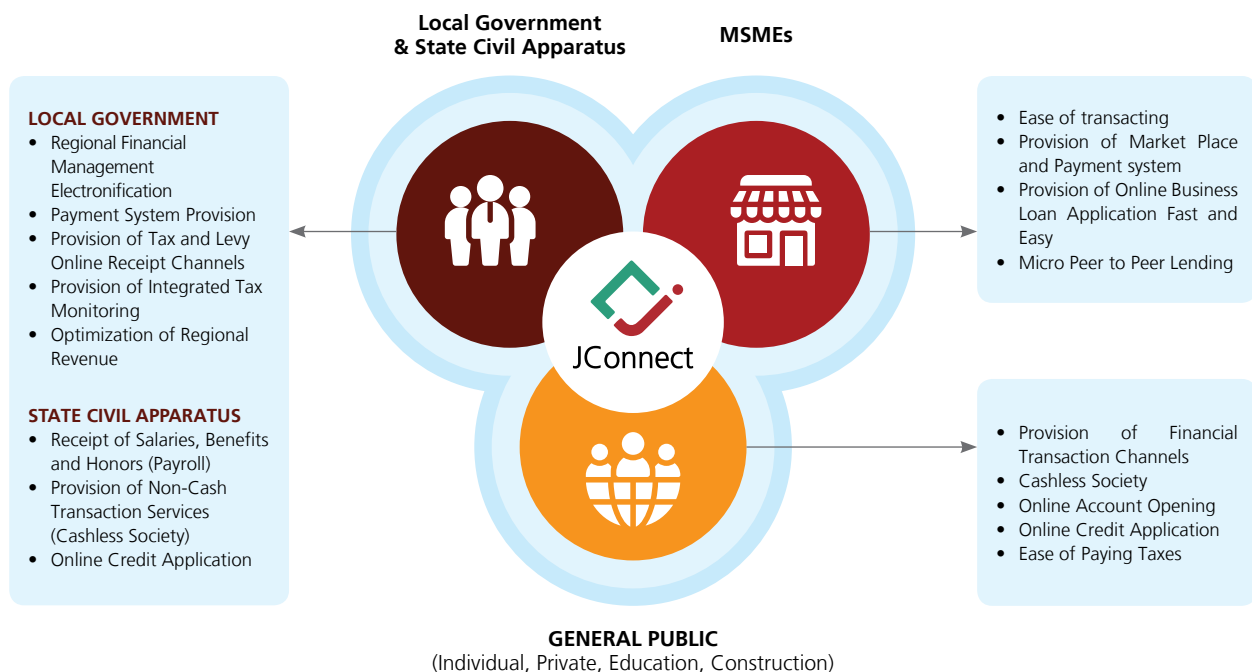 Local Government
& State Civil Apparatus
MSMEs
LOCAL GOVERNMENT
• Regional Financial
Management
Electronification
• Payment System Provision
• Provision of Tax and Levy
Online Receipt Channels
• Provision of Integrated Tax
Monitoring
• Optimization of Regional
Revenue
STATE CIVIL APPARATUS
• Receipt of Salaries, Benefits
and Honors (Payroll)
• Provision of Non-Cash
Transaction Services
(Cashless Society)
• Online Credit Application
JConnect
• Ease of transacting
• Provision of Market Place
and Payment system
• Provision of Online Business
Loan Application Fast and
Easy
• Micro Peer to Peer Lending
• Provision of Financial
Transaction Channels
• Cashless Society
• Online Account Opening
• Online Credit Application
• Ease of Paying Taxes
GENERAL PUBLIC
(Individual, Private, Education, Construction)